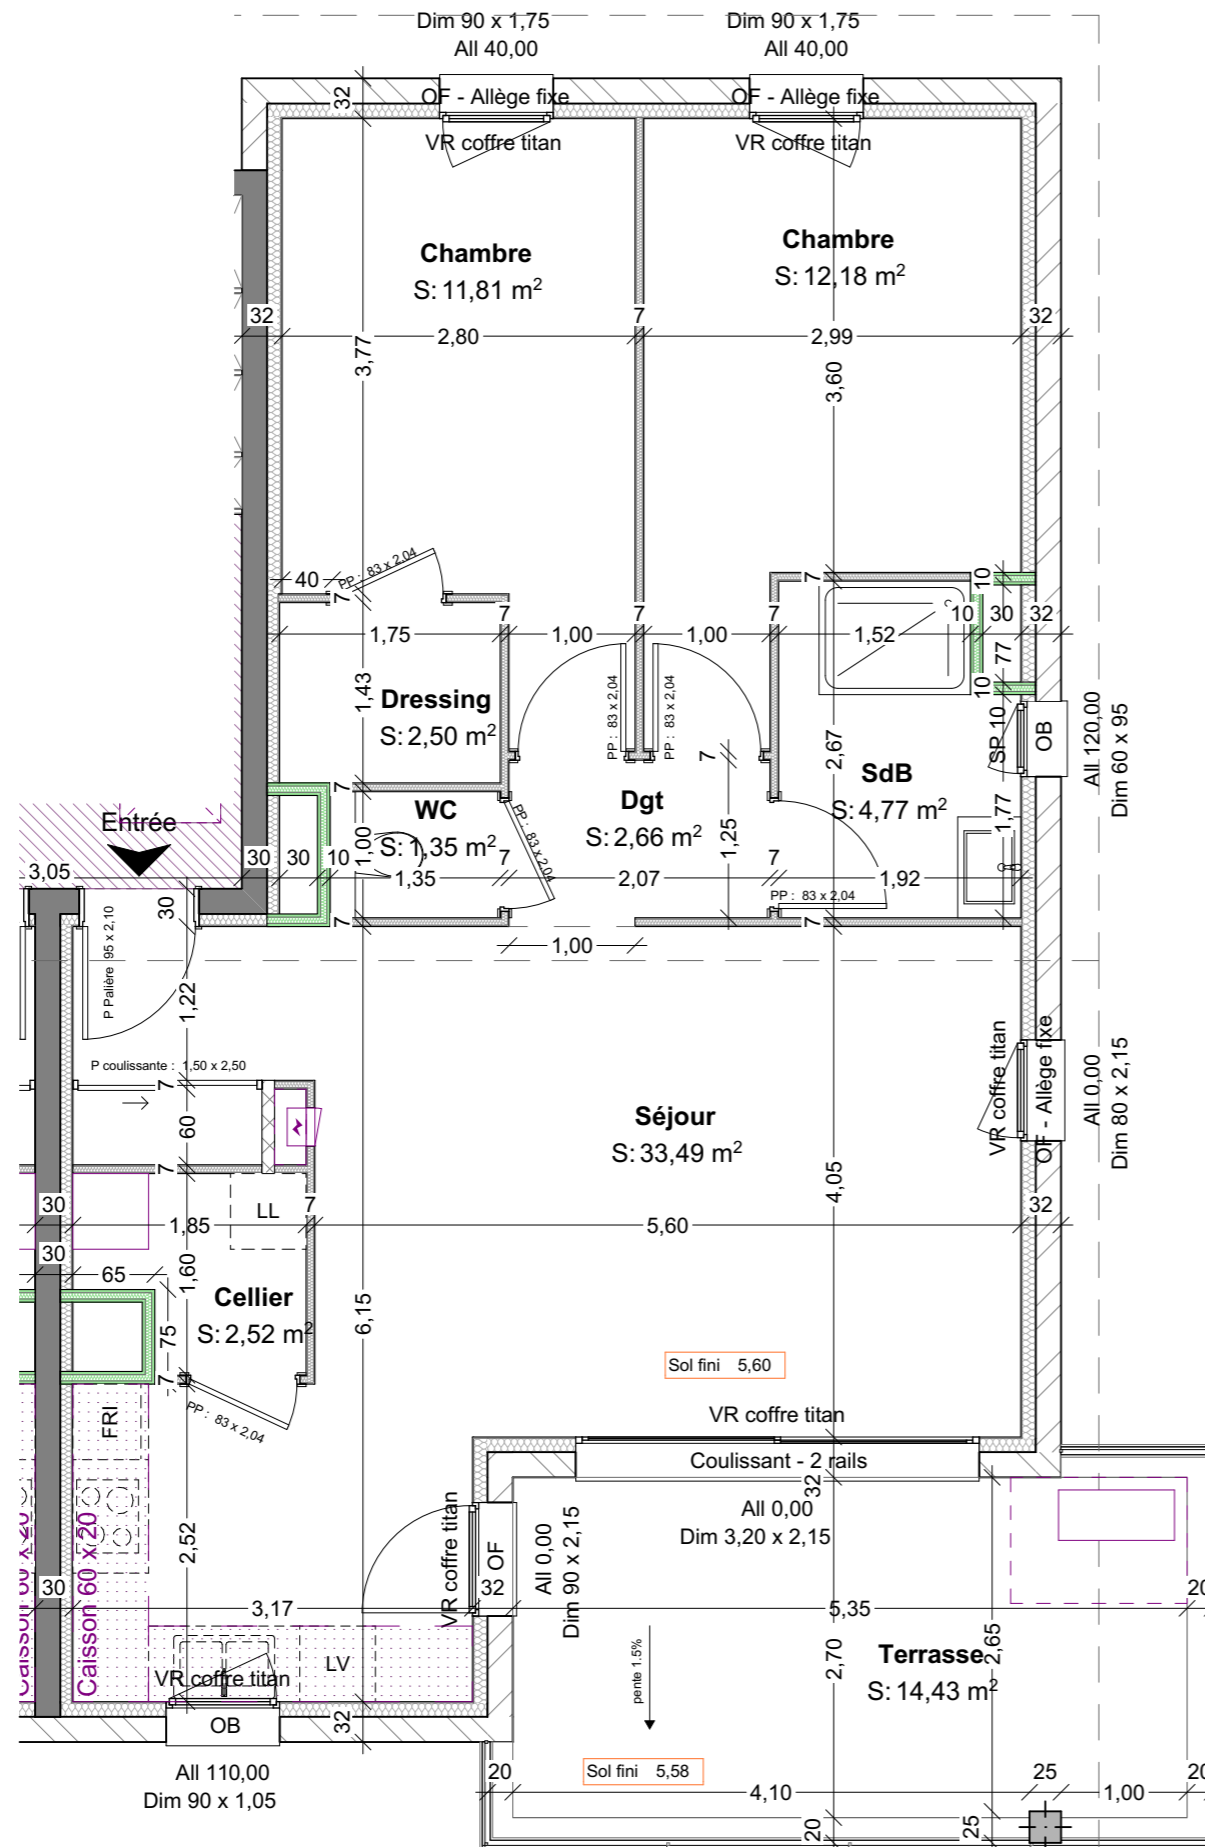 Dim 90 x 1,75
All 40,00
Dim 90 x 1,75
All 40,00
OF - Allège fixe
OF - Allège fixe
VR coffre titan
VR coffre titan
32
Chambre
S: 11,81 m²
Chambre
S: 12,18 m²
32
2,80
7
2,99
32
3,77
3,60
40
PP : 83 x 2,04
7
7
10
1,75
7
1,00
7
1,00
7
1,52
10
30
32
77
10
1,43
Dressing
S: 2,50 m²
PP : 83 x 2,04
PP : 83 x 2,04
7
2,67
SP 10
OB
All 120,00
Dim 60 x 95
SdB
S: 4,77 m²
1,77
7
WC
S: 1,35 m²
1,00
PP : 83 x 2,04
Dgt
S: 2,66 m²
1,25
Entrée
3,05
30
30
10
1,35
7
2,07
7
1,92
PP : 83 x 2,04
30
7
7
1,00
P Palière 95 x 2,10
1,22
P coulissante : 1,50 x 2,50
7
60
7
VR coffre titan
OF - Allège fixe
All 0,00
Dim 80 x 2,15
Séjour
S: 33,49 m²
4,05
30
1,85
LL
7
5,60
32
30
65
1,60
Cellier
S: 2,52 m²
75
7
6,15
Sol fini 5,60
PP : 83 x 2,04
FRI
VR coffre titan
Coulissant - 2 rails
32
All 0,00
Dim 3,20 x 2,15
Caisson 60 x 20
Caisson 60 x 20
2,52
VR coffre titan
OF
All 0,00
Dim 90 x 2,15
30
3,17
32
5,35
20
2,70
2,65
Terrasse
S: 14,43 m²
pente 1.5%
LV
VR coffre titan
OB
32
All 110,00
Dim 90 x 1,05
Sol fini 5,58
20
4,10
25
1,00
20
20
25